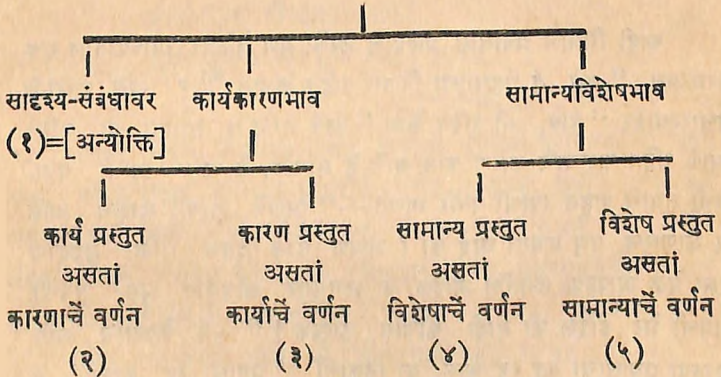 सादृश्य-संबंधावर कार्यकारणभाव सामान्यविशेषभाव
(१)=[अन्योक्ति]
कार्य प्रस्तुत कारण प्रस्तुत सामान्य प्रस्तुत विशेष प्रस्तुत
असतां असतां असतां असतां
कारणाचें वर्णन कार्याचें वर्णन विशेषाचें वर्णन सामान्याचें वर्णन
(२) (३) (४) (५)